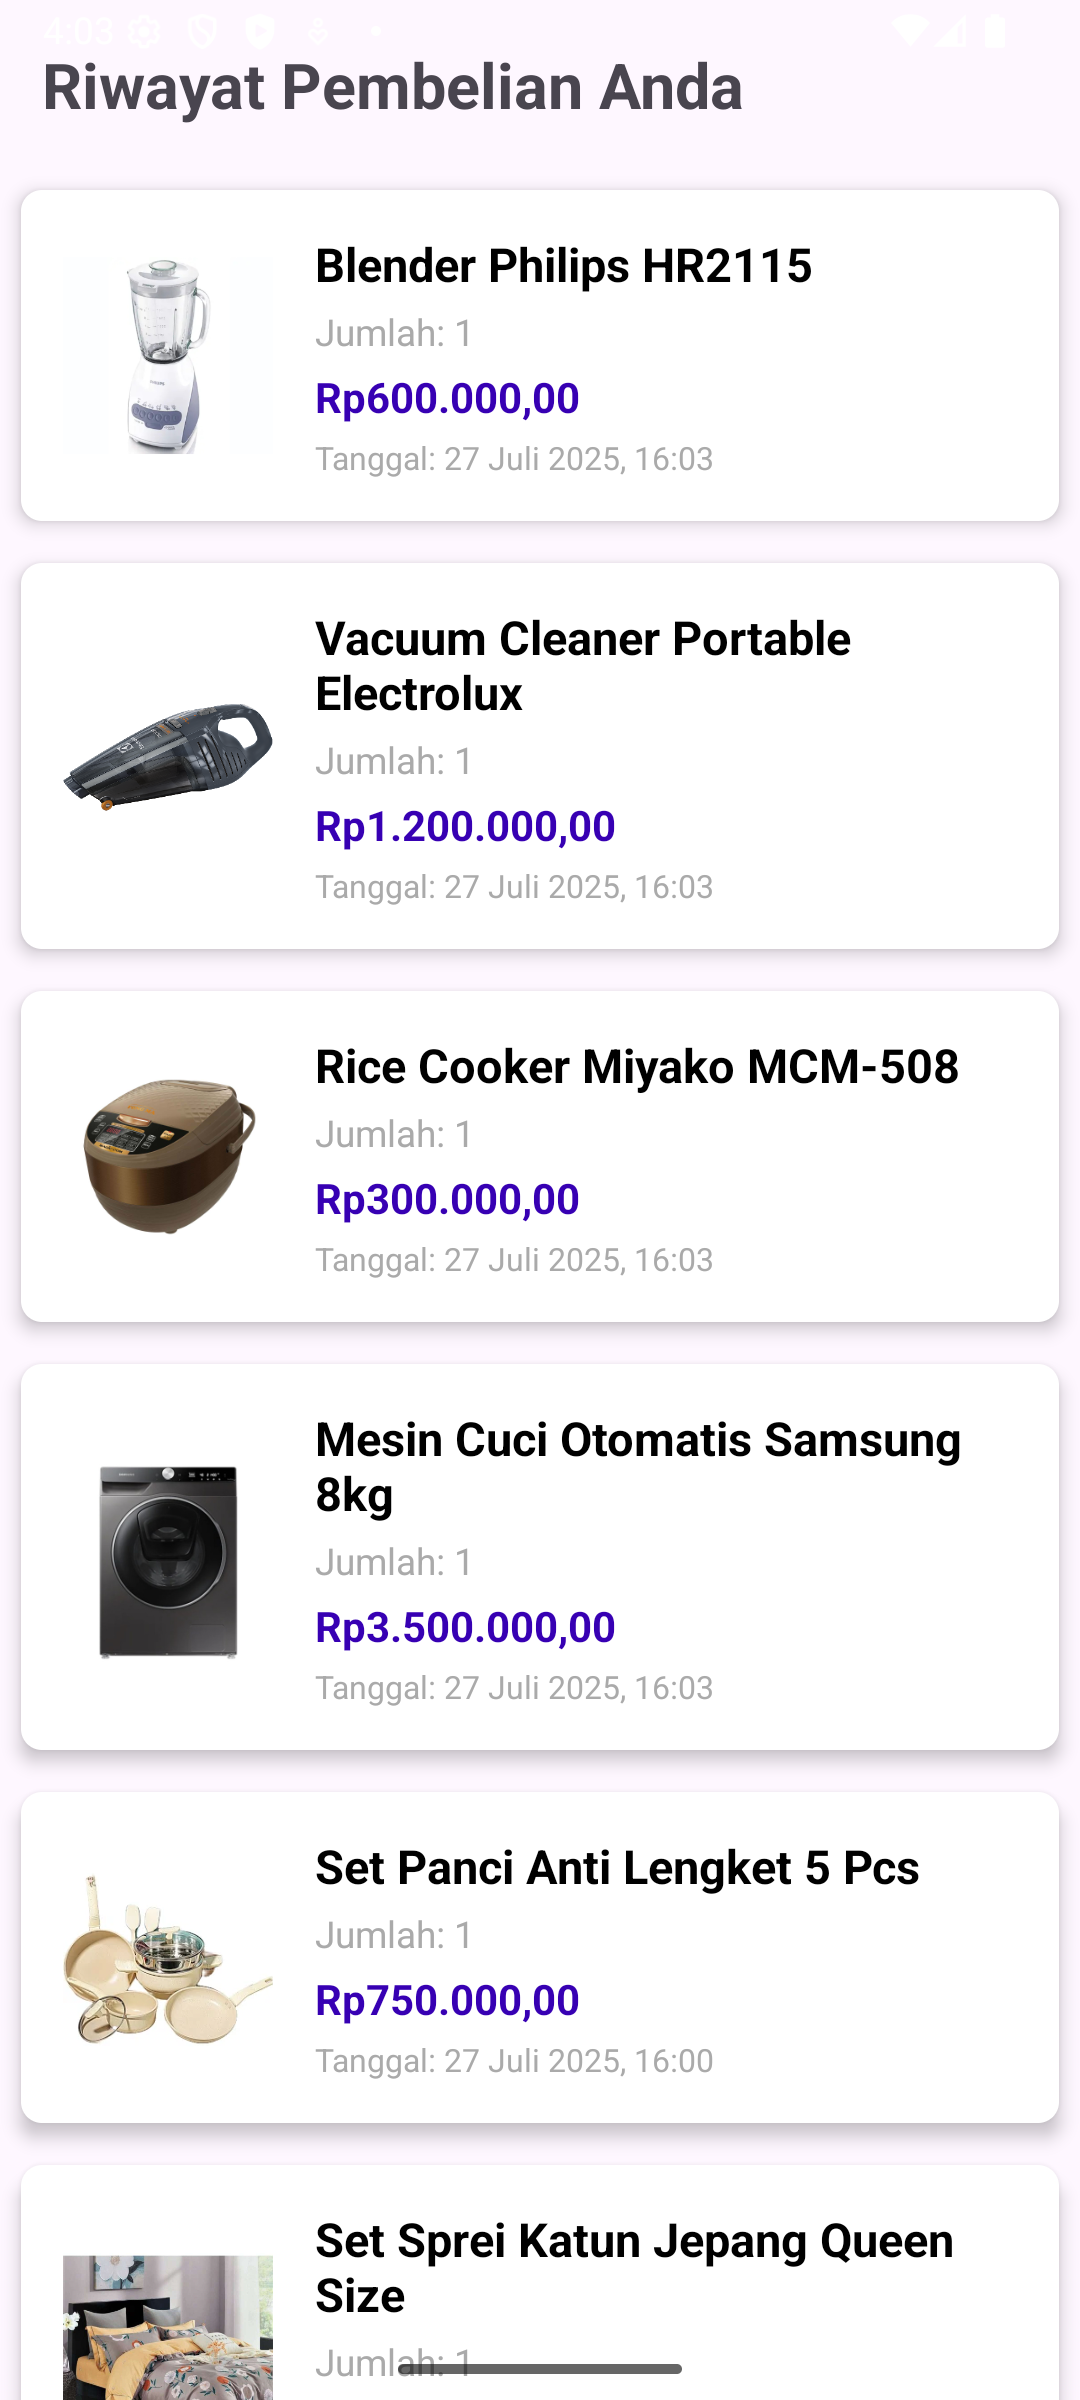 4:03
Riwayat Pembelian Anda
Blender Philips HR2115
Jumlah: 1
Rp600.000,00
Tanggal: 27 Juli 2025, 16:03
Vacuum Cleaner Portable
Electrolux
Jumlah: 1
Rp1.200.000,00
Tanggal: 27 Juli 2025, 16:03
Rice Cooker Miyako MCM-508
Jumlah: 1
Rp300.000,00
Tanggal: 27 Juli 2025, 16:03
Mesin Cuci Otomatis Samsung
8kg
Jumlah: 1
Rp3.500.000,00
Tanggal: 27 Juli 2025, 16:03
Set Panci Anti Lengket 5 Pcs
Jumlah: 1
Rp750.000,00
Tanggal: 27 Juli 2025, 16:00
Set Sprei Katun Jepang Queen
Size
Jumlah: 1